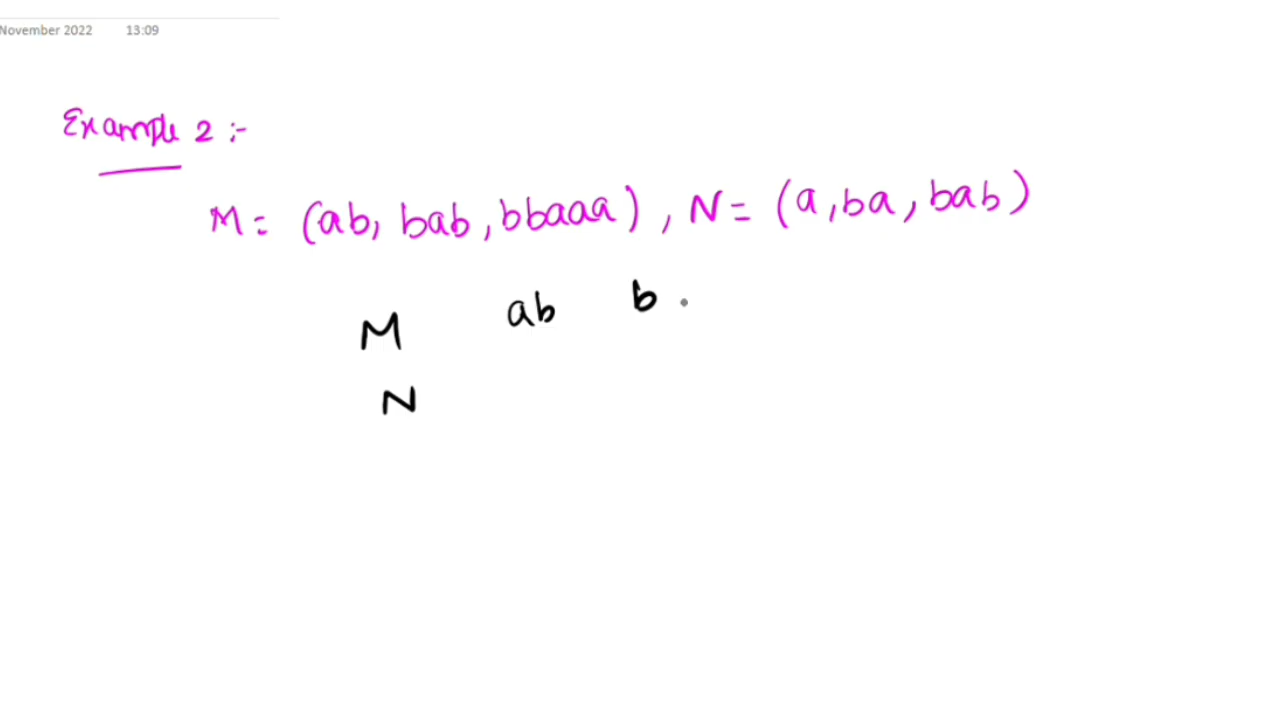 November 2022 13:09
Example 2 :-
M = (ab, bab, bbaaa), N = (a, ba, bab)
M ab b
N